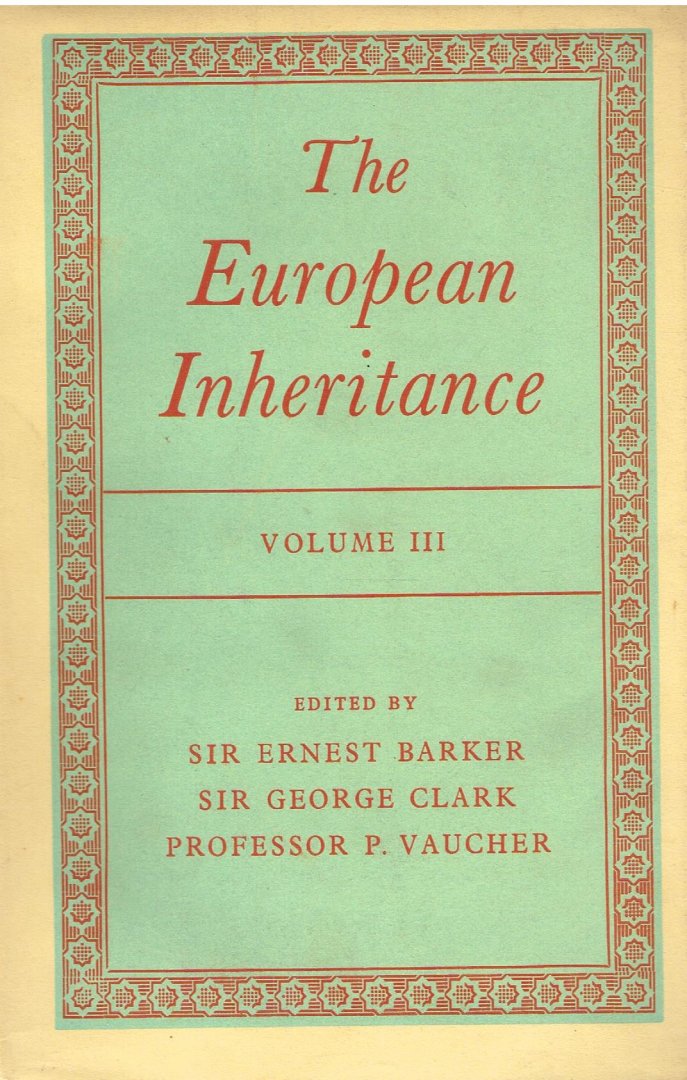 The
European
Inheritance
VOLUME III
EDITED BY
SIR ERNEST BARKER
SIR GEORGE CLARK
PROFESSOR P. VAUCHER